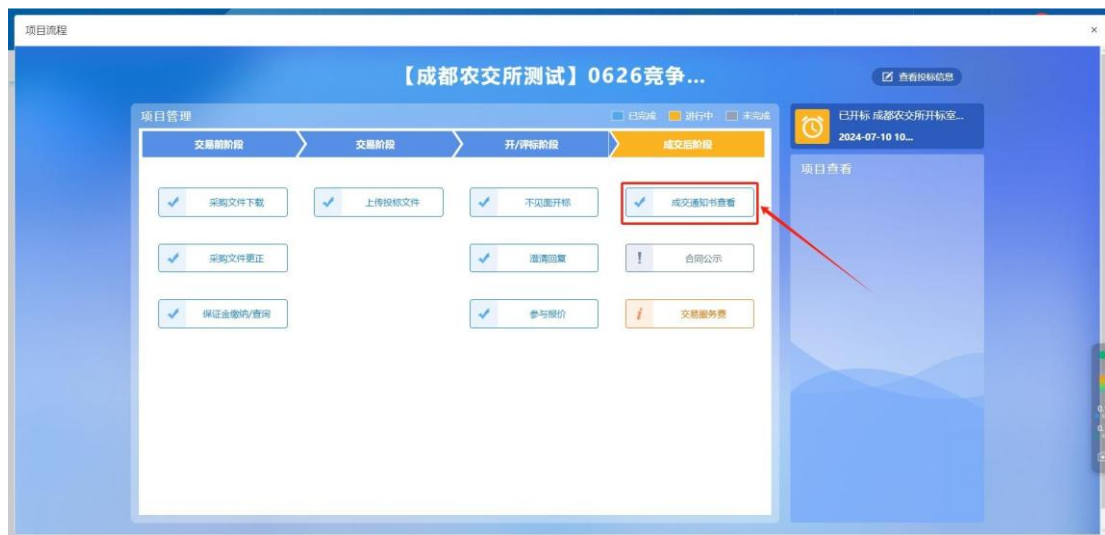 项目流程
×
【成都农交所测试】0626竞争...
查看投标信息
项目管理
已完成 进行中 未完成
交易前阶段 交易阶段 开/评标阶段 成交后阶段
已开标 成都农交所开标室...
2024-07-10 10...
项目查看
采购文件下载 上传投标文件 不见面开标 成交通知书查看
采购文件更正 澄清回复 合同公示
保证金缴纳/查询 参与报价 交易服务费